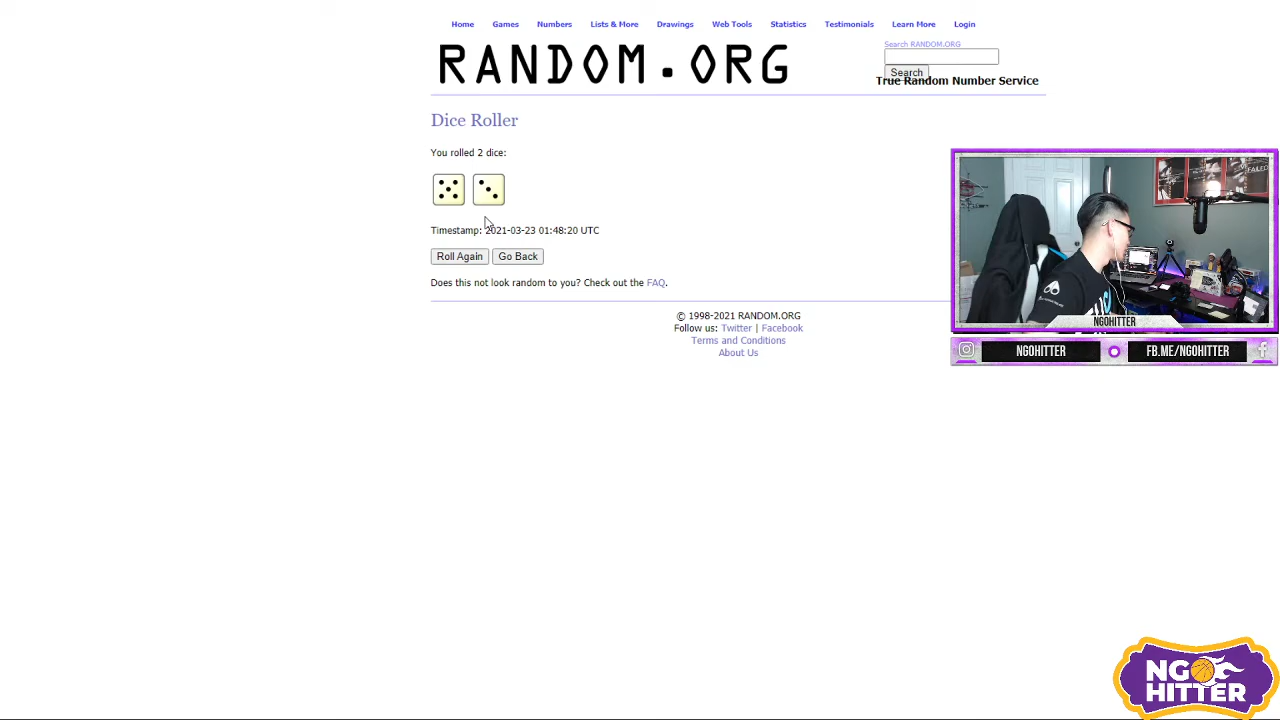 Home Games Numbers Lists & More Drawings Web Tools Statistics Testimonials Learn More Login
RANDOM.ORG
Search RANDOM.ORG
Search
True Random Number Service
Dice Roller
You rolled 2 dice:
Timestamp: 2021-03-23 01:48:20 UTC
Roll Again Go Back
Does this not look random to you? Check out the FAQ.
© 1998-2021 RANDOM.ORG
Follow us: Twitter | Facebook
Terms and Conditions
About Us
NGOHITTER
NGOHITTER FB.ME/NGOHITTER
NGO
HITTER